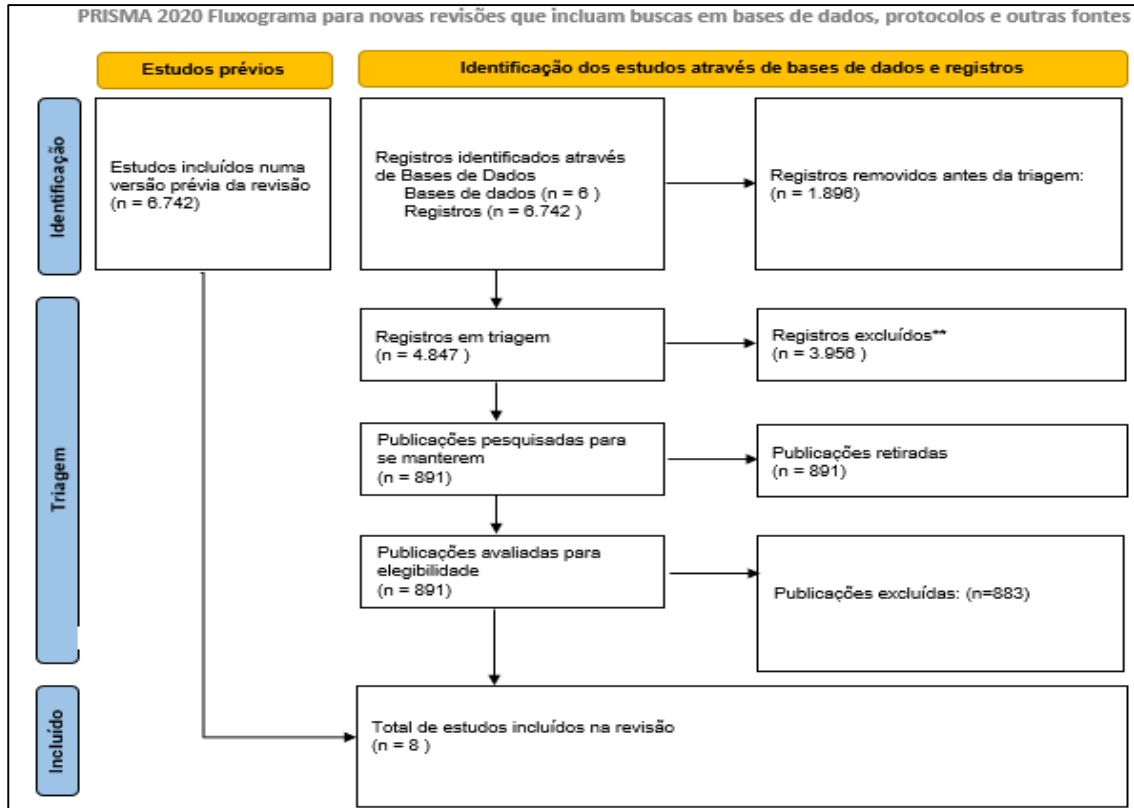 PRISMA 2020 Fluxograma para novas revisões que incluam buscas em bases de dados, protocolos e outras fontes
Estudos prévios
Identificação dos estudos através de bases de dados e registros
Identificação
Estudos incluídos numa
versão prévia da revisão
(n = 6.742)
Registros identificados através
de Bases de Dados
Bases de dados (n = 6 )
Registros (n = 6.742 )
Registros removidos antes da triagem:
(n = 1.896)
Triagem
Registros em triagem
(n = 4.847 )
Registros excluídos**
(n = 3.956 )
Publicações pesquisadas para
se manterem
(n = 891)
Publicações retiradas
(n = 891)
Publicações avaliadas para
elegibilidade
(n = 891)
Publicações excluídas: (n=883)
Incluído
Total de estudos incluídos na revisão
(n = 8 )